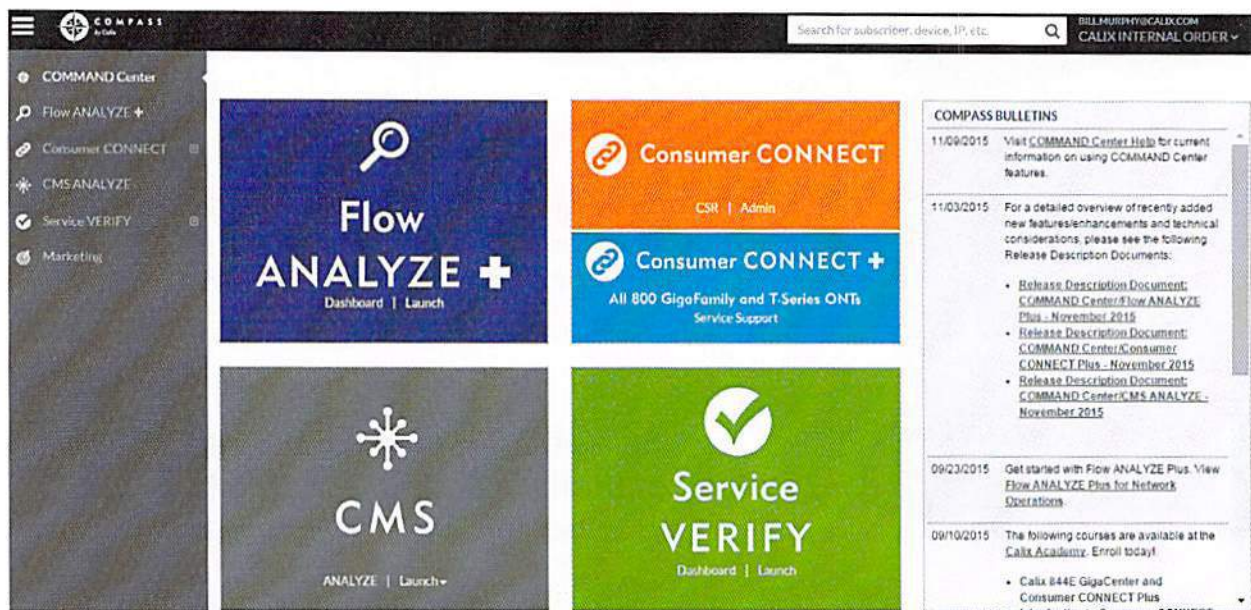 COMPASS
by Calix
Search for subscriber, device, IP, etc.
BILL.MURPHY@CALIX.COM
CALIX INTERNAL ORDER
COMMAND Center
Flow ANALYZE +
Consumer CONNECT
CMS ANALYZE
Service VERIFY
Marketing
Flow
ANALYZE +
Dashboard | Launch
Consumer CONNECT
CSR | Admin
Consumer CONNECT +
All 800 GigaFamily and T-Series ONTs
Service Support
CMS
ANALYZE | Launch
Service
VERIFY
Dashboard | Launch
COMPASS BULLETINS
11/09/2015 Visit COMMAND Center Help for current
information on using COMMAND Center
features.
11/03/2015 For a detailed overview of recently added
new features/enhancements and technical
considerations, please see the following
Release Description Documents:
• Release Description Document:
COMMAND Center/Flow ANALYZE
Plus - November 2015
• Release Description Document:
COMMAND Center/Consumer
CONNECT Plus - November 2015
• Release Description Document:
COMMAND Center/CMS ANALYZE -
November 2015
09/23/2015 Get started with Flow ANALYZE Plus. View
Flow ANALYZE Plus for Network
Operations.
09/10/2015 The following courses are available at the
Calix Academy. Enroll today!
• Calix 844E GigaCenter and
Consumer CONNECT Plus